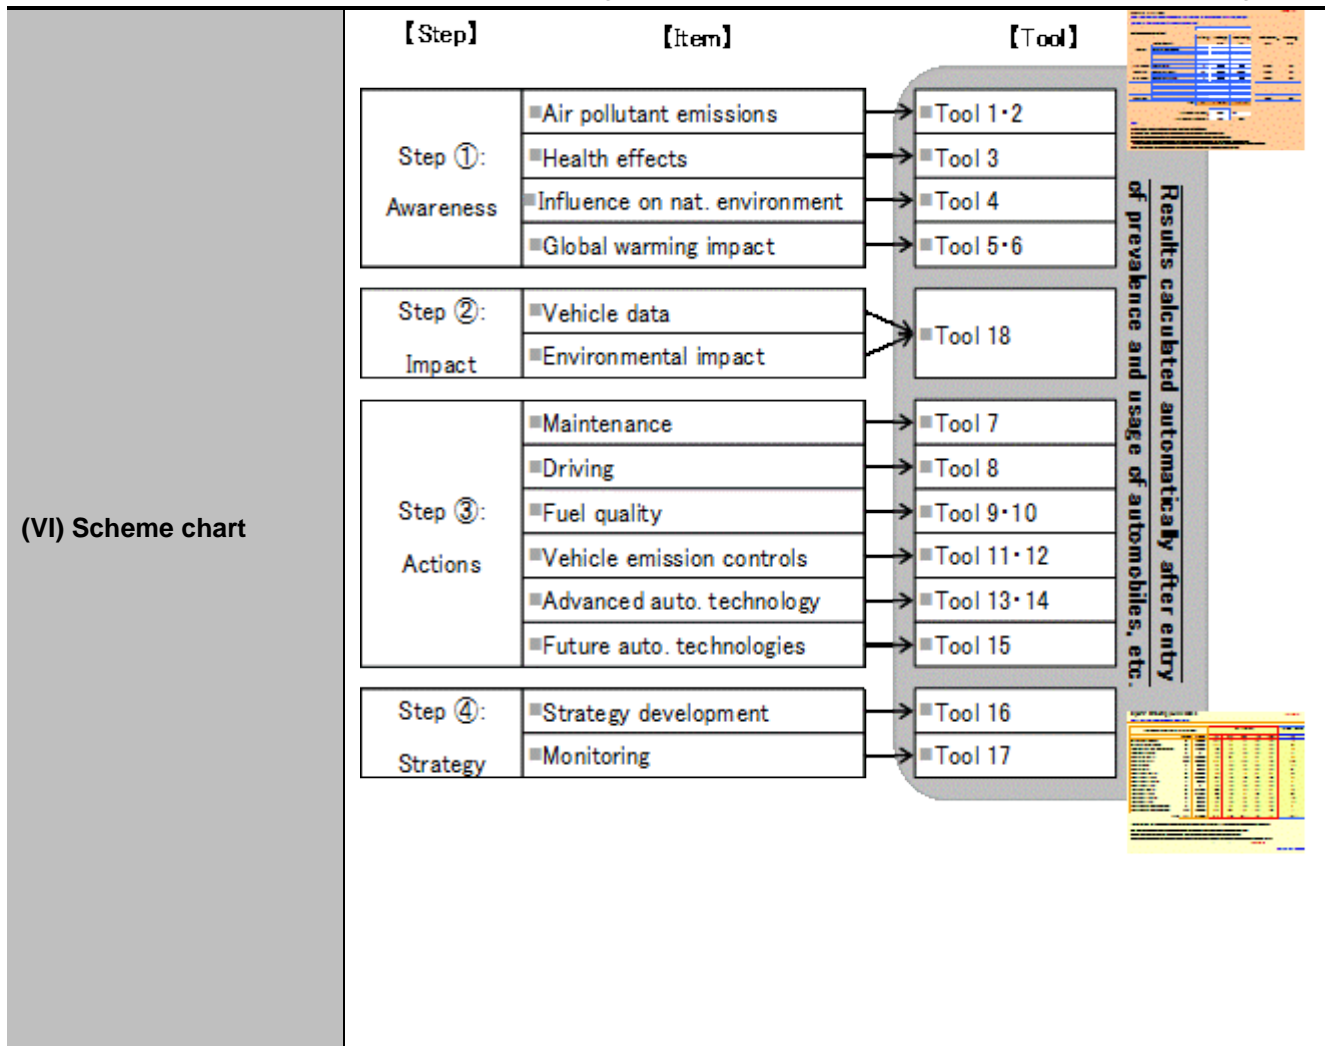 (VI) Scheme chart
【Step】
【Item】
【Tool】
Step ①:
Awareness
■Air pollutant emissions
■Tool 1・2
■Health effects
■Tool 3
■Influence on nat. environment
■Tool 4
■Global warming impact
■Tool 5・6
Step ②:
Impact
■Vehicle data
■Environmental impact
■Tool 18
Step ③:
Actions
■Maintenance
■Tool 7
■Driving
■Tool 8
■Fuel quality
■Tool 9・10
■Vehicle emission controls
■Tool 11・12
■Advanced auto. technology
■Tool 13・14
■Future auto. technologies
■Tool 15
Step ④:
Strategy
■Strategy development
■Tool 16
■Monitoring
■Tool 17
Results calculated automatically after entry
of prevalence and usage of automobiles, etc.